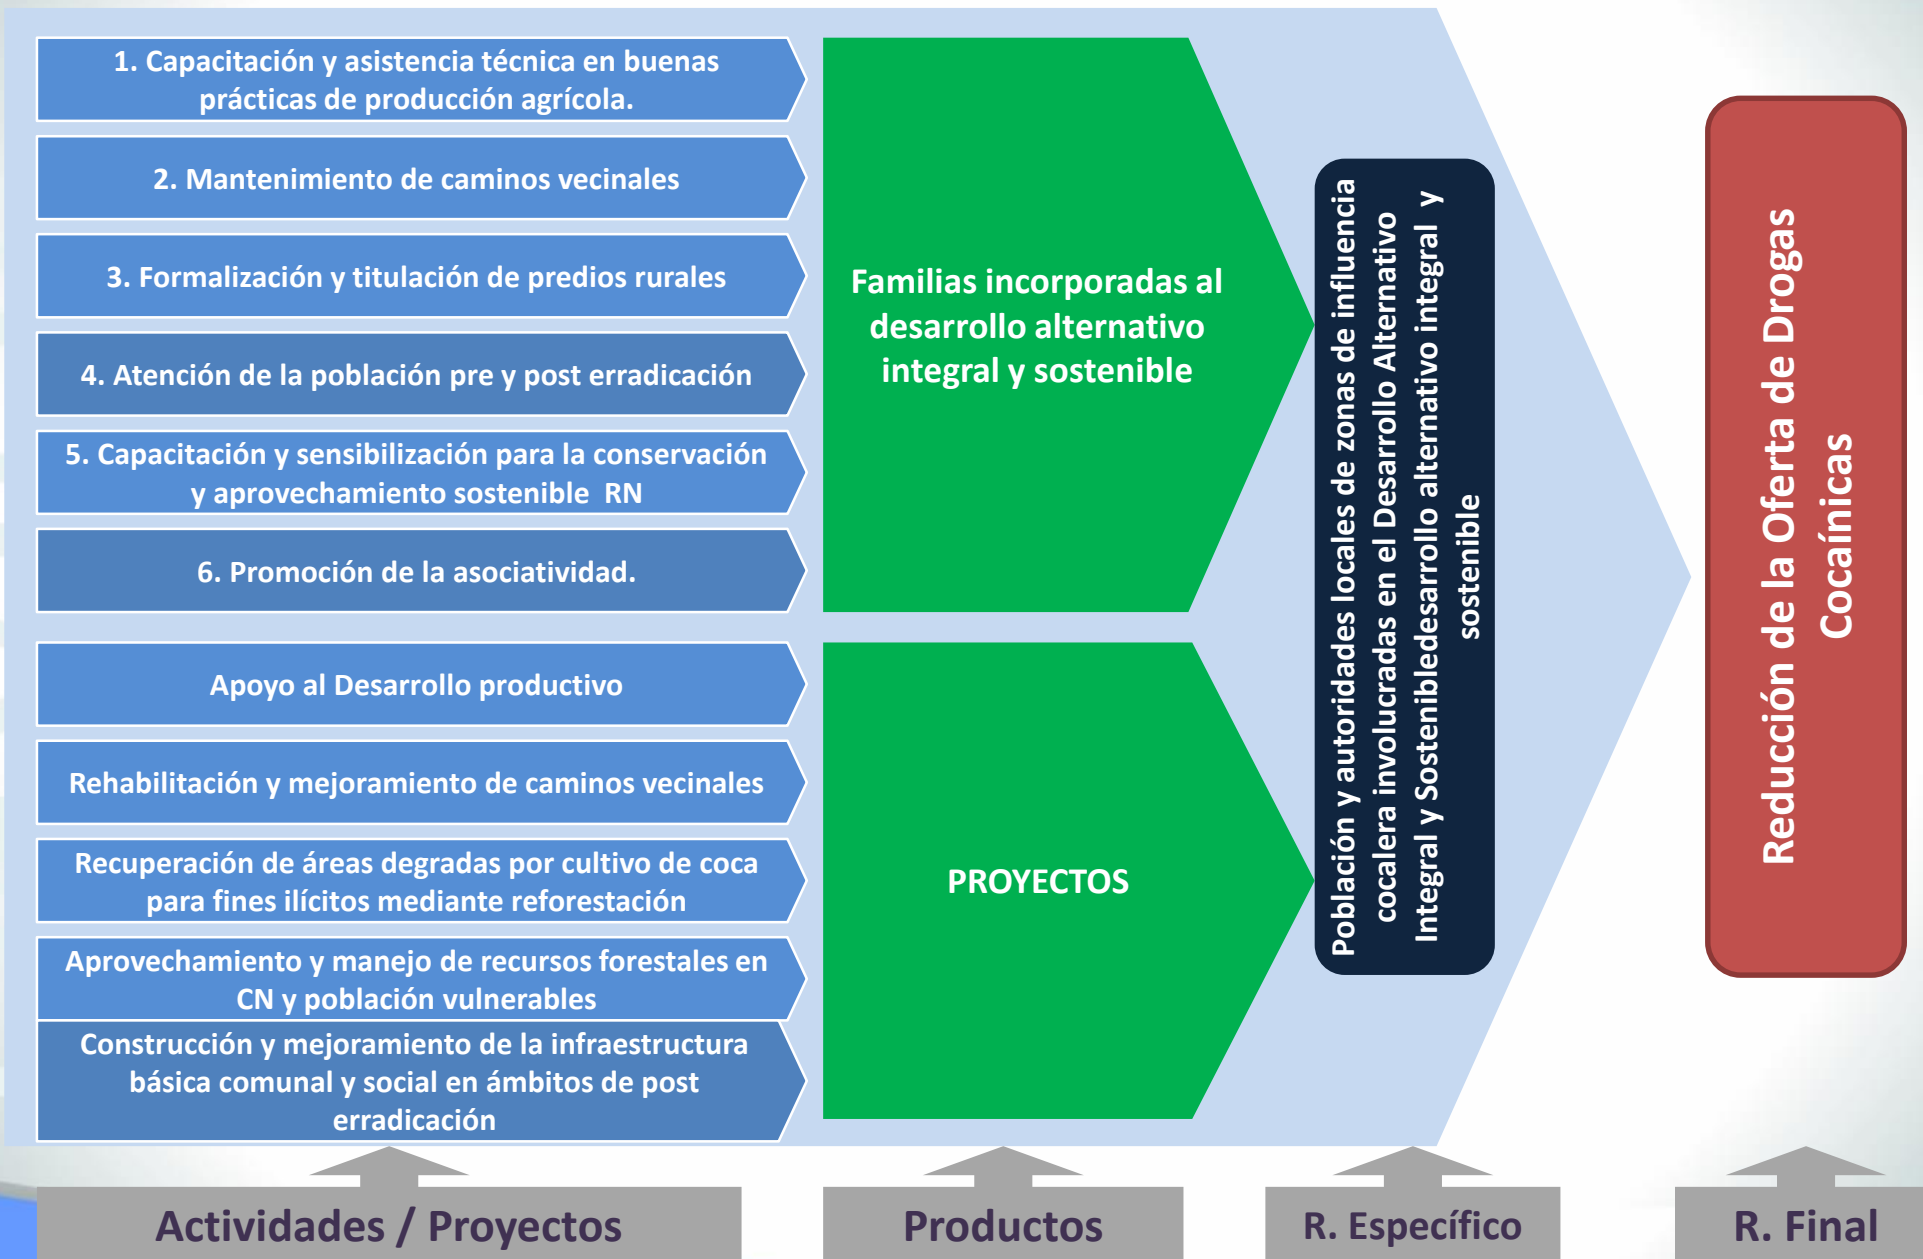 1. Capacitación y asistencia técnica en buenas
prácticas de producción agrícola.
2. Mantenimiento de caminos vecinales
3. Formalización y titulación de predios rurales
4. Atención de la población pre y post erradicación
5. Capacitación y sensibilización para la conservación
y aprovechamiento sostenible RN
6. Promoción de la asociatividad.
Apoyo al Desarrollo productivo
Rehabilitación y mejoramiento de caminos vecinales
Recuperación de áreas degradas por cultivo de coca
para fines ilícitos mediante reforestación
Aprovechamiento y manejo de recursos forestales en
CN y población vulnerables
Construcción y mejoramiento de la infraestructura
básica comunal y social en ámbitos de post
erradicación
Familias incorporadas al
desarrollo alternativo
integral y sostenible
PROYECTOS
Población y autoridades locales de zonas de influencia
cocalera involucradas en el Desarrollo Alternativo
Integral y Sostenibledesarrollo alternativo integral y
sostenible
Reducción de la Oferta de Drogas
Cocaínicas
Actividades / Proyectos
Productos
R. Específico
R. Final